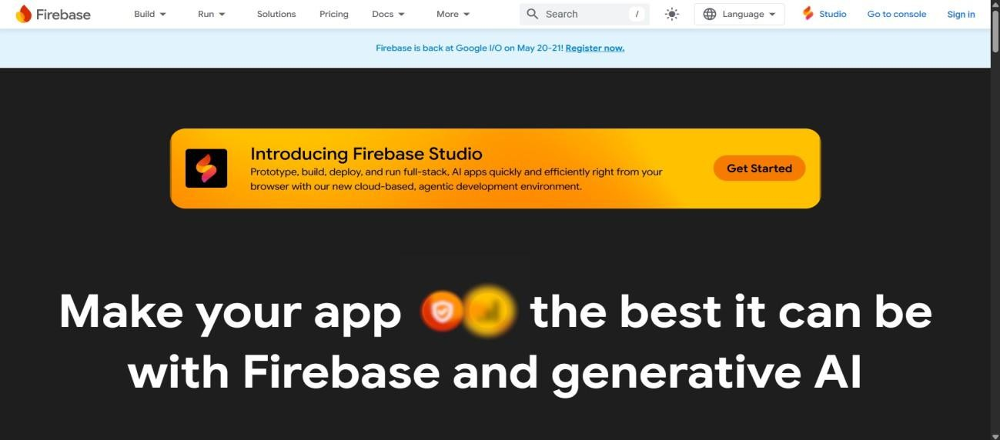 Firebase Build Run Solutions Pricing Docs More Search / Language Studio Go to console Sign in
Firebase is back at Google I/O on May 20-21! Register now.
Introducing Firebase Studio
Prototype, build, deploy, and run full-stack, AI apps quickly and efficiently right from your
browser with our new cloud-based, agentic development environment.
Get Started
Make your app the best it can be
with Firebase and generative AI